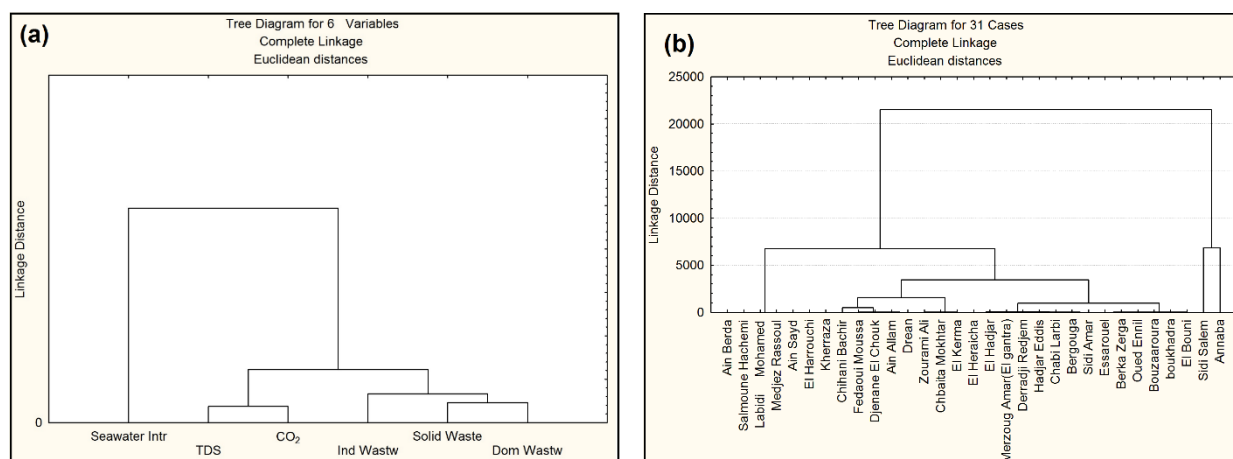 (a)
Tree Diagram for 6 Variables
Complete Linkage
Euclidean distances
Linkage Distance
0
Seawater Intr
TDS
CO₂
Ind Wastw
Solid Waste
Dom Wastw
(b)
Tree Diagram for 31 Cases
Complete Linkage
Euclidean distances
Linkage Distance
25000
20000
15000
10000
5000
0
Ain Berda
Salmoune Hachemi
Labidi Mohamed
Medjez Rassoul
Ain Sayd
El Harrouchi
Kherraza
Chihani Bachir
Fedaoui Moussa
Djenane El Chouk
Ain Allam
Drean
Zourami Ali
Chbaita Mokhtar
El Kerma
El Heraicha
El Hadjar
Merzoug Amar(El gantra)
Derradji Redjem
Hadjar Eddis
Chabi Larbi
Bergouga
Sidi Amar
Essarouel
Berka Zerga
Oued Ennil
Bouzaaroura
boukhadra
El Bouni
Sidi Salem
Annaba